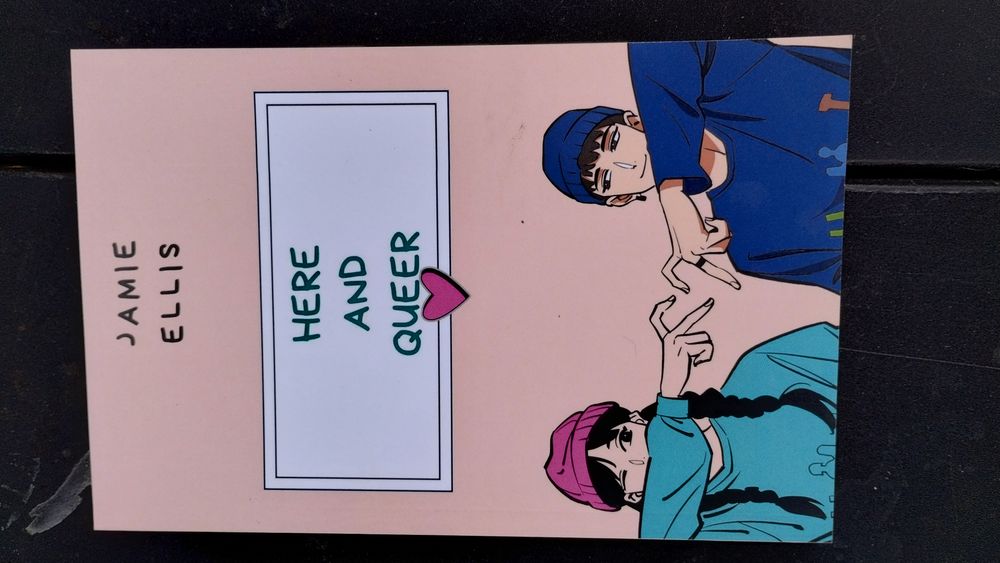 JAMIE
ELLIS
HERE
AND
QUEER